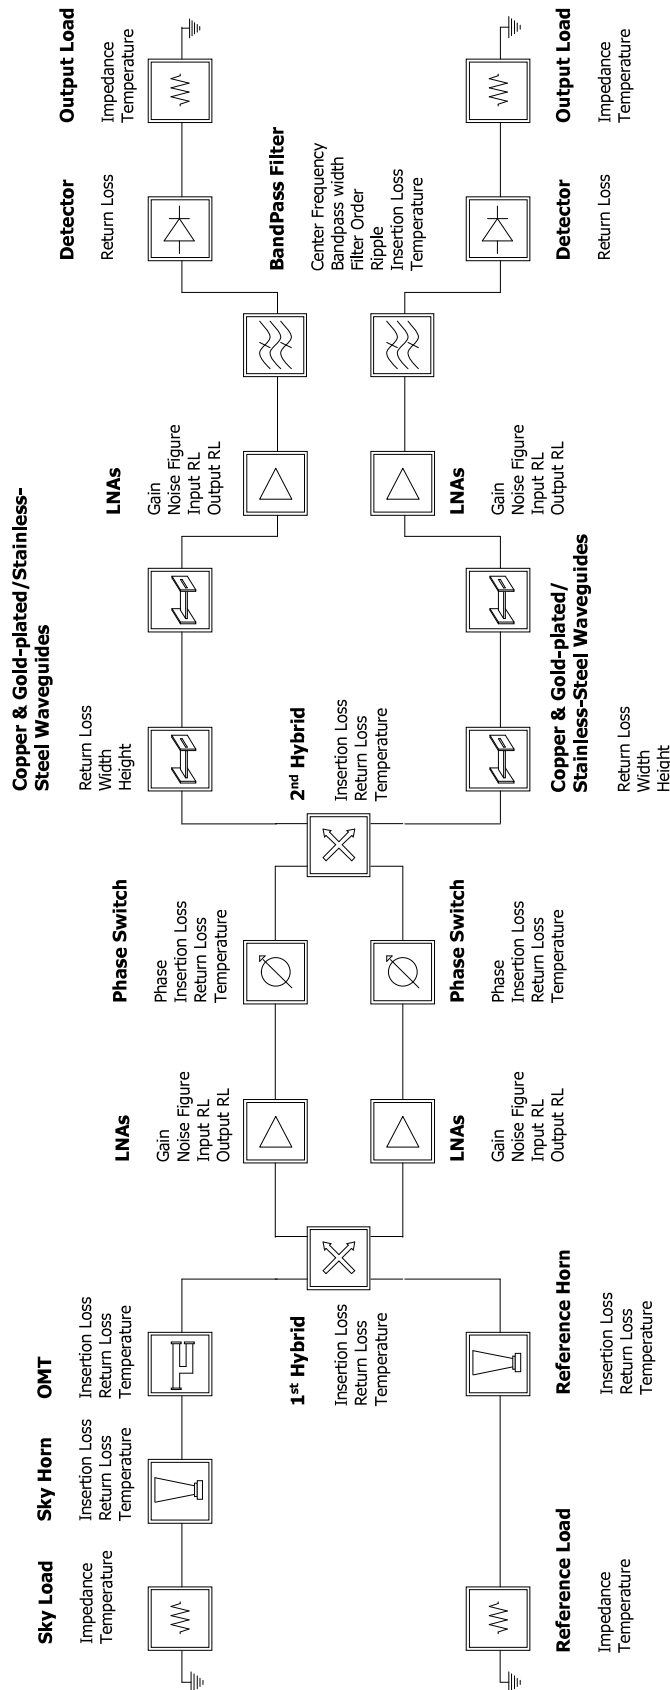 Sky Load
Impedance
Temperature
Sky Horn
Insertion Loss
Return Loss
Temperature
OMT
Insertion Loss
Return Loss
Temperature
LNAs
Gain
Noise Figure
Input RL
Output RL
Phase Switch
Phase
Insertion Loss
Return Loss
Temperature
Copper & Gold-plated/Stainless-
Steel Waveguides
Return Loss
Width
Height
LNAs
Gain
Noise Figure
Input RL
Output RL
Detector
Return Loss
Output Load
Impedance
Temperature
1st Hybrid
Insertion Loss
Return Loss
Temperature
2nd Hybrid
Insertion Loss
Return Loss
Temperature
BandPass Filter
Center Frequency
Bandpass width
Filter Order
Ripple
Insertion Loss
Temperature
Reference Load
Impedance
Temperature
Reference Horn
Insertion Loss
Return Loss
Temperature
LNAs
Gain
Noise Figure
Input RL
Output RL
Phase Switch
Phase
Insertion Loss
Return Loss
Temperature
Copper & Gold-plated/
Stainless-Steel Waveguides
Return Loss
Width
Height
LNAs
Gain
Noise Figure
Input RL
Output RL
Detector
Return Loss
Output Load
Impedance
Temperature